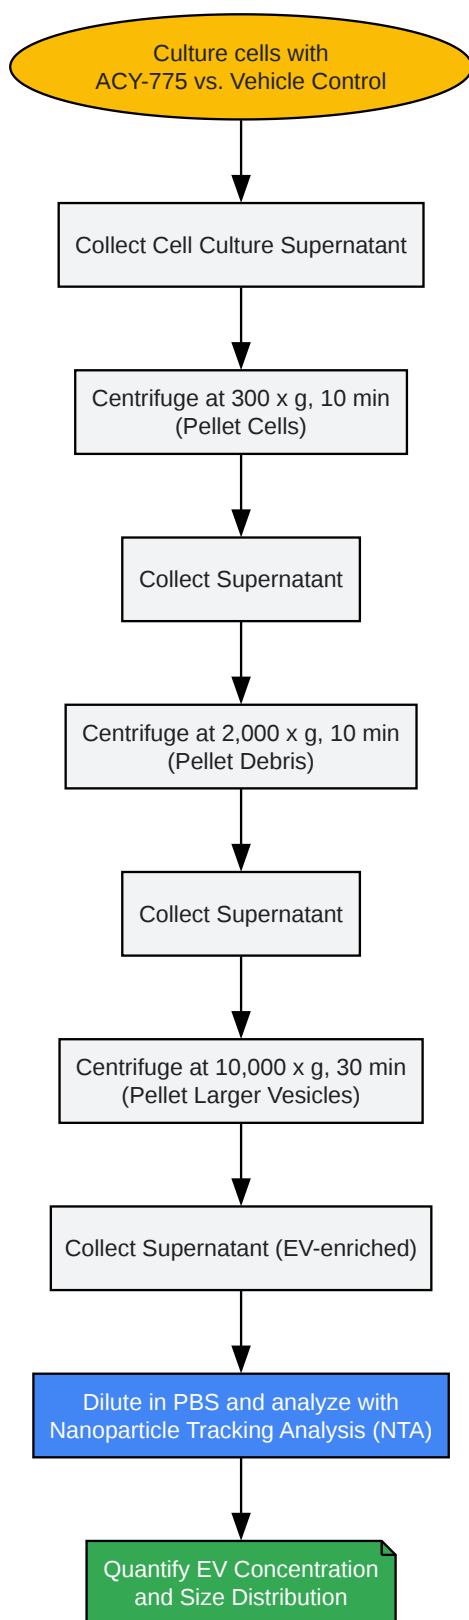 Culture cells with
ACY-775 vs. Vehicle Control
Collect Cell Culture Supernatant
Centrifuge at 300 x g, 10 min
(Pellet Cells)
Collect Supernatant
Centrifuge at 2,000 x g, 10 min
(Pellet Debris)
Collect Supernatant
Centrifuge at 10,000 x g, 30 min
(Pellet Larger Vesicles)
Collect Supernatant (EV-enriched)
Dilute in PBS and analyze with
Nanoparticle Tracking Analysis (NTA)
Quantify EV Concentration
and Size Distribution